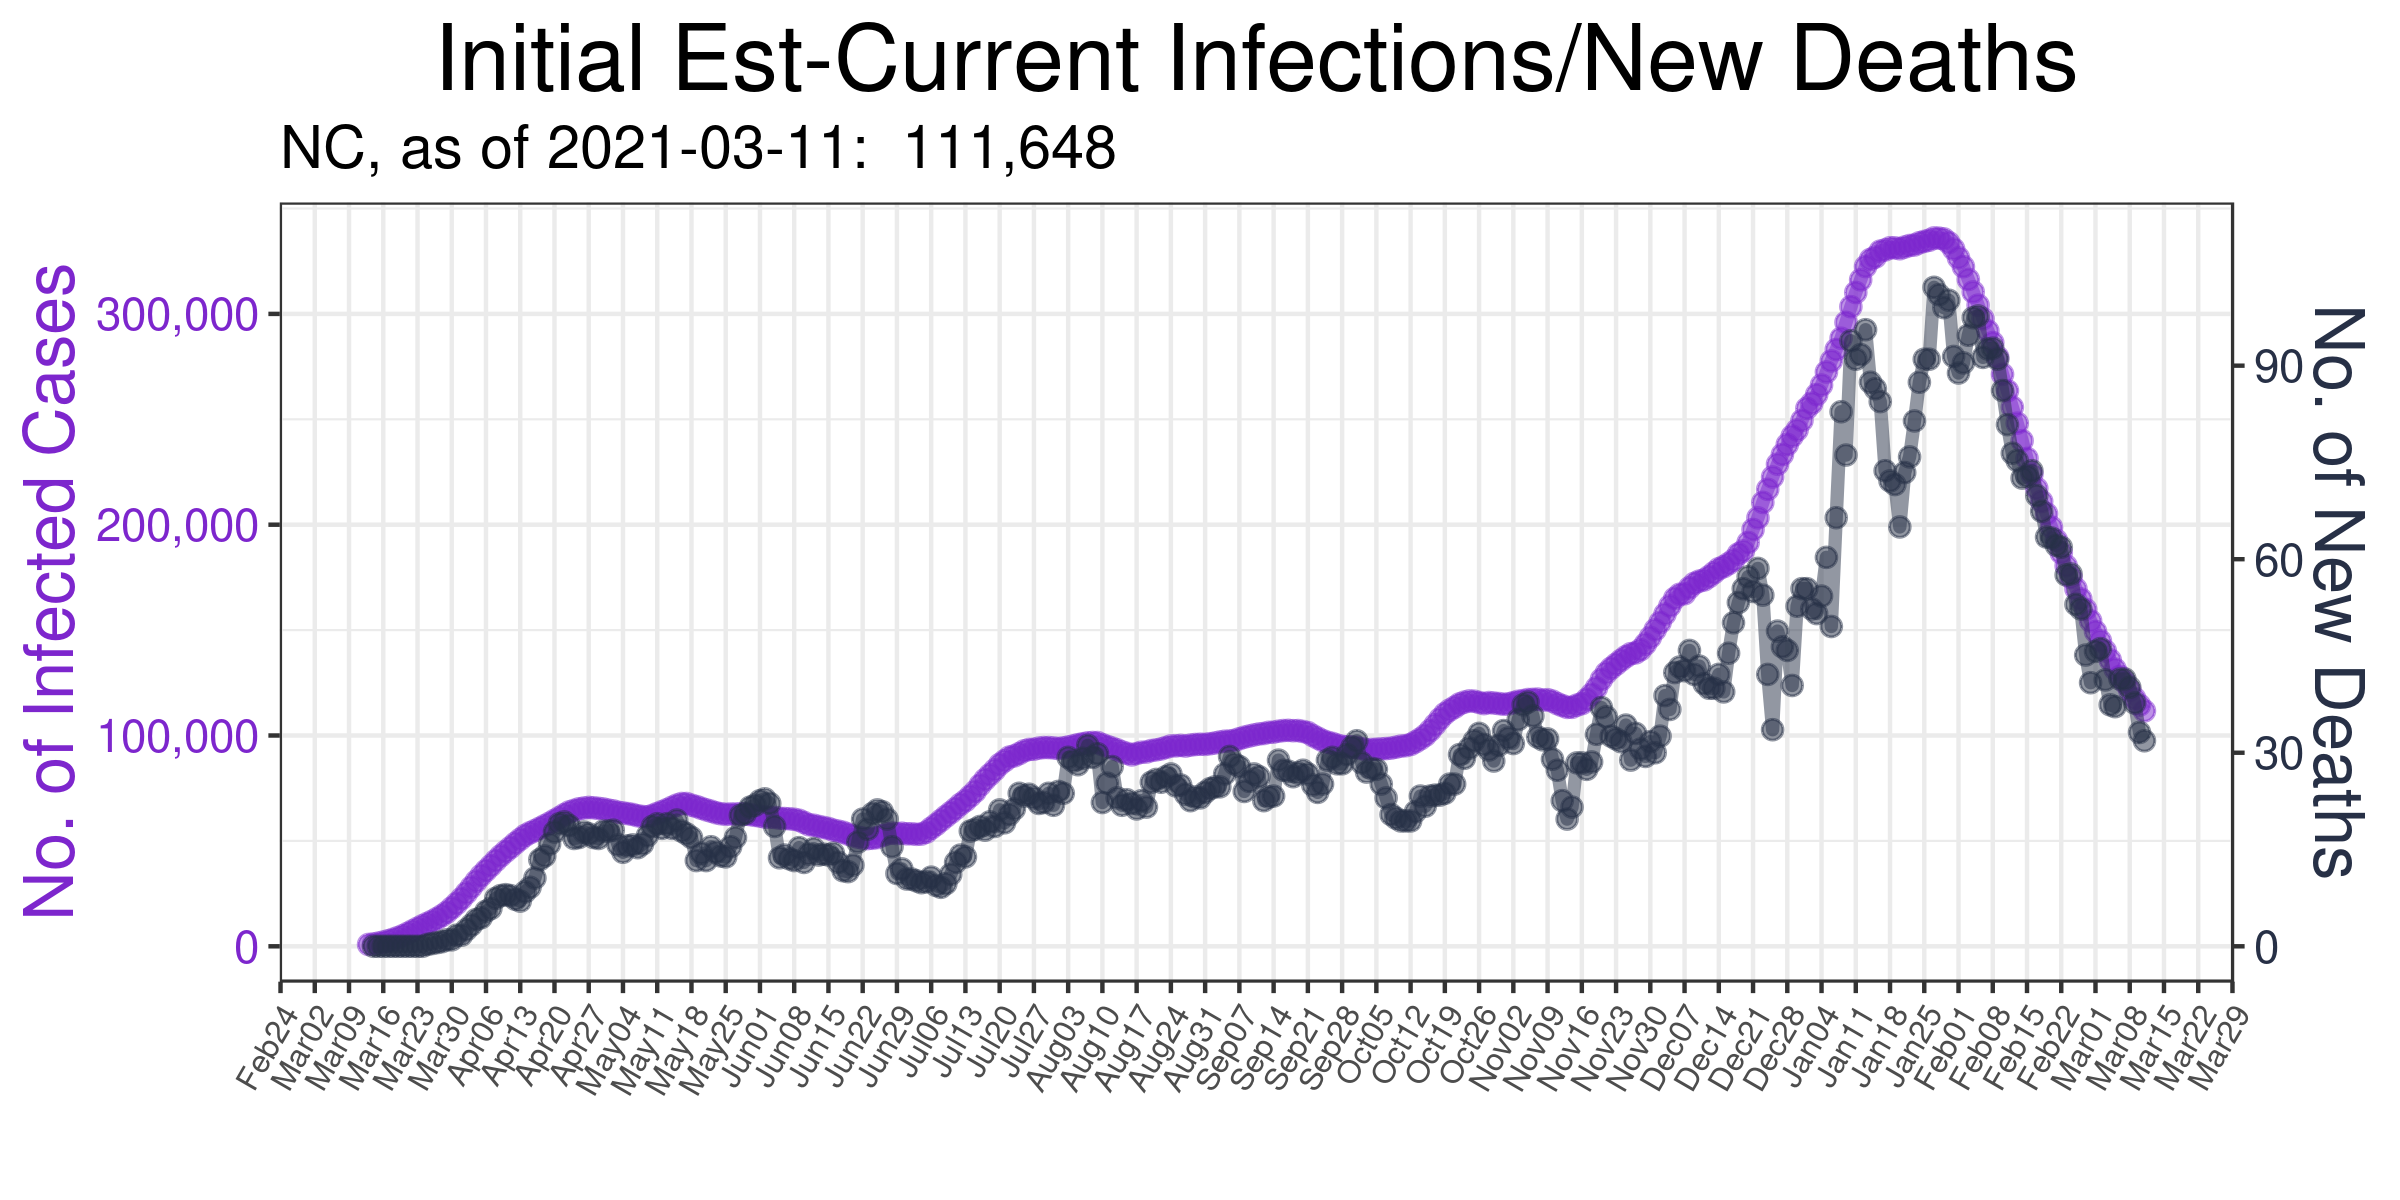 Initial Est-Current Infections/New Deaths
NC, as of 2021-03-11:  111,648
No. of Infected Cases
300,000
200,000
100,000
0
No. of New Deaths
90
60
30
0
Feb24
Mar02
Mar09
Mar16
Mar23
Mar30
Apr06
Apr13
Apr20
Apr27
May04
May11
May18
May25
Jun01
Jun08
Jun15
Jun22
Jun29
Jul06
Jul13
Jul20
Jul27
Aug03
Aug10
Aug17
Aug24
Aug31
Sep07
Sep14
Sep21
Sep28
Oct05
Oct12
Oct19
Oct26
Nov02
Nov09
Nov16
Nov23
Nov30
Dec07
Dec14
Dec21
Dec28
Dec04
Jan11
Jan18
Jan25
Feb01
Feb08
Feb15
Feb22
Mar01
Mar08
Mar15
Mar22
Mar29